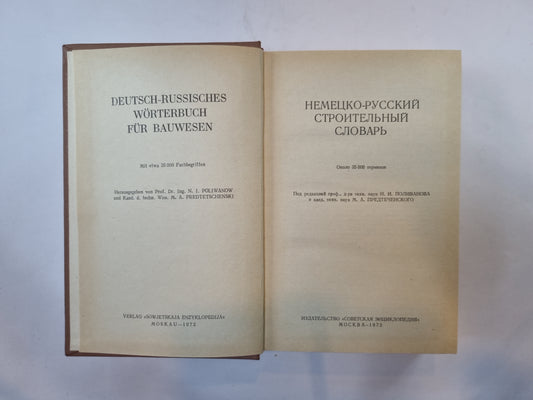 DEUTSCH-RUSSISCHES
WÖRTERBUCH
FÜR BAUWESEN
Mit etwa 35 000 Fachbegriffen
Herausgegeben von Prof. Dr. Ing. N. I. POLIWANOW
und Kand. d. techn. Wiss. M. A. PREDTETSCHENSKI
VERLAG «SOWJETSKAJA ENZYKLOPEDIJA»
MOSKAU—1972
НЕМЕЦКО-РУССКИЙ
СТРОИТЕЛЬНЫЙ
СЛОВАРЬ
Около 35 000 терминов
Под редакцией проф., д-ра техн. наук Н. И. ПОЛИВАНОВА
и канд. техн. наук М. А. ПРЕДТЕЧЕНСКОГО
ИЗДАТЕЛЬСТВО «СОВЕТСКАЯ ЭНЦИКЛОПЕДИЯ»
МОСКВА—1972